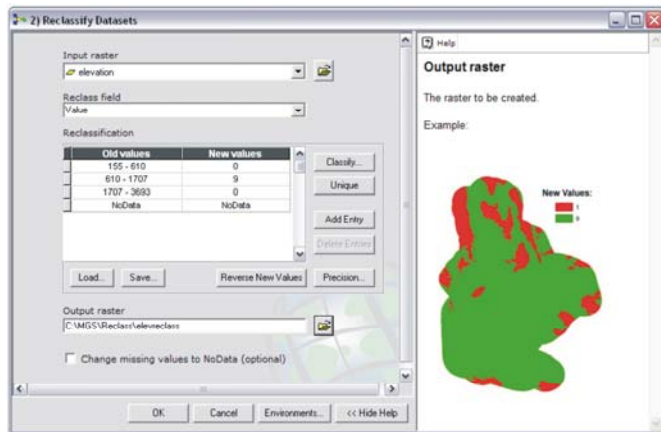 2) Reclassify Datasets
Input raster
elevation
Reclass field
Value
Reclassification
Old values New values
155 - 610 0
610 - 1707 9
1707 - 3693 0
NoData NoData
Classify...
Unique
Add Entry
Delete Entries
Load... Save... Reverse New Values Precision...
Output raster
C:\MGS\Reclass\elevreclass
Change missing values to NoData (optional)
OK Cancel Environments... << Hide Help
Help
Output raster
The raster to be created.
Example:
New Values: